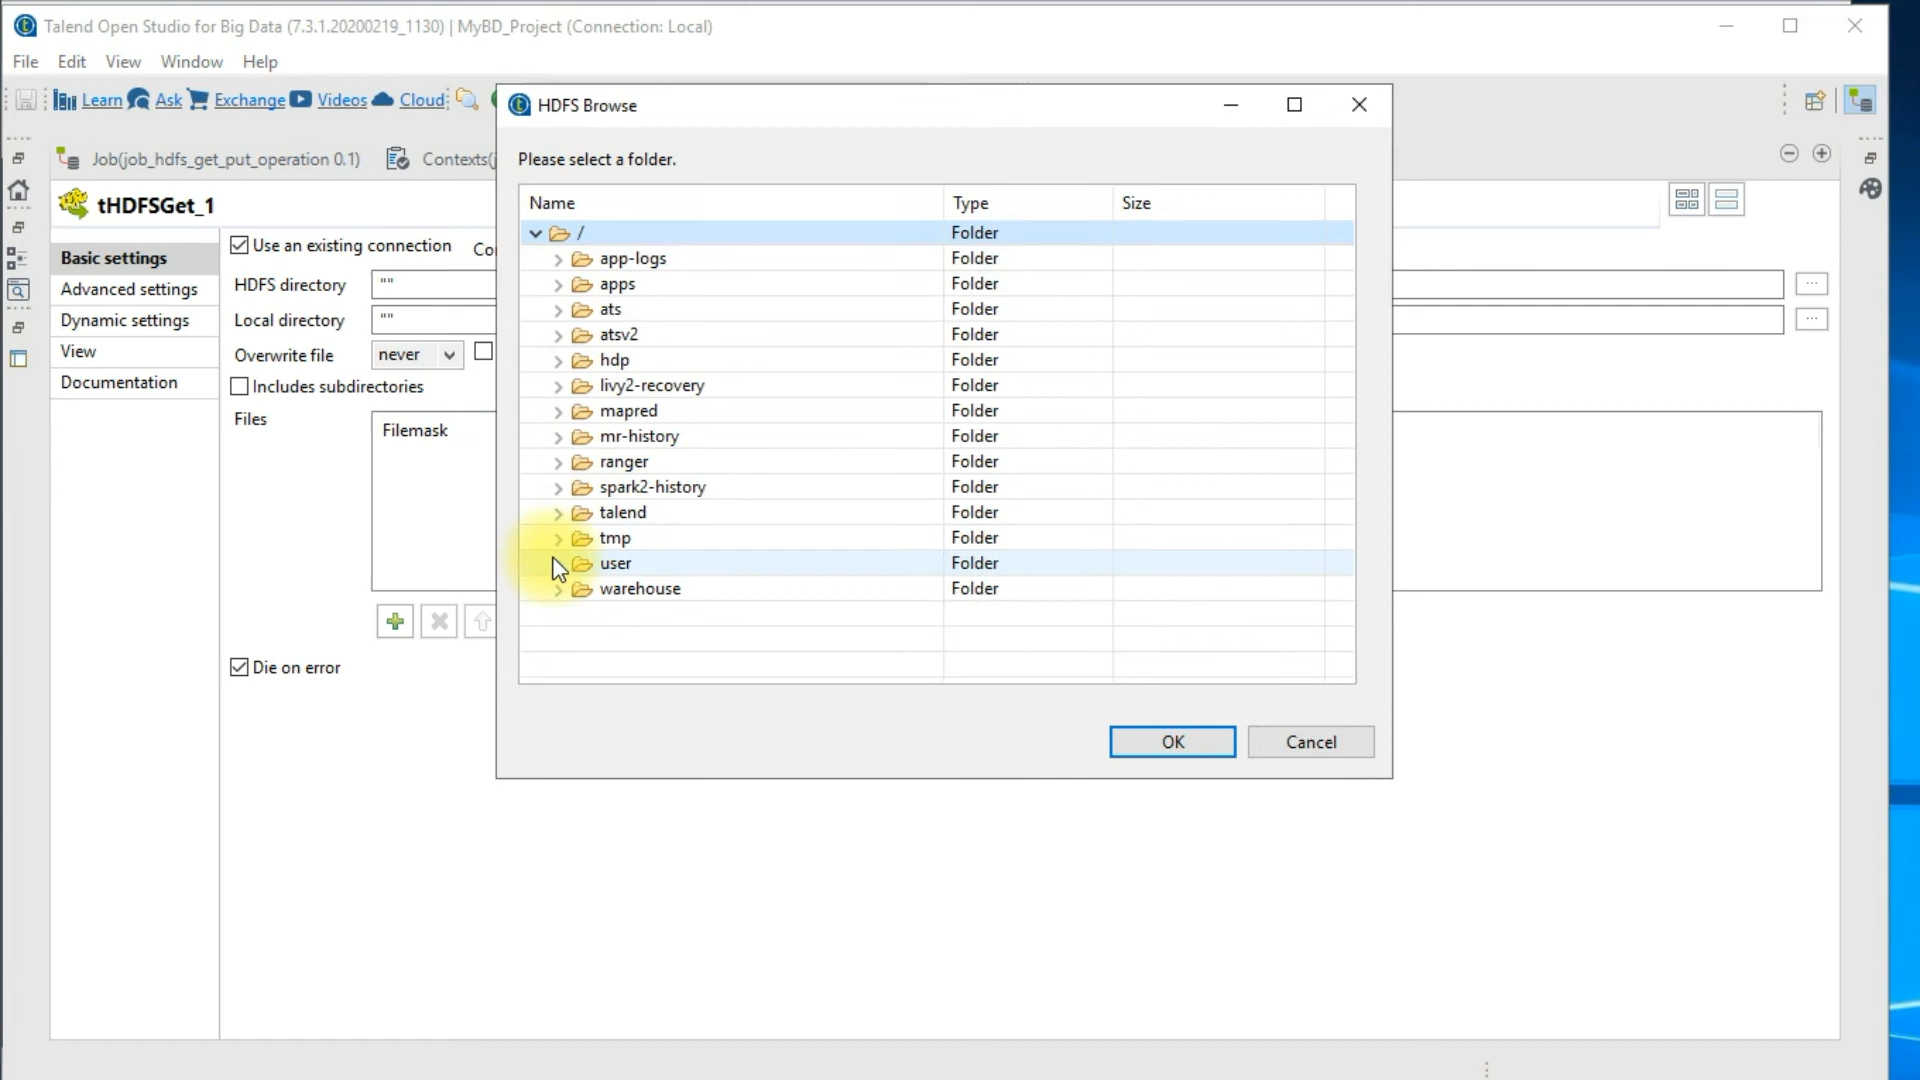 Talend Open Studio for Big Data (7.3.1.20200219_1130) | MyBD_Project (Connection: Local)
File Edit View Window Help
Learn Ask Exchange Videos Cloud
HDFS Browse
Job(job_hdfs_get_put_operation 0.1) Contexts(j
Please select a folder.
tHDFSGet_1
Name Type Size
/ Folder
app-logs Folder
apps Folder
ats Folder
atsv2 Folder
hdp Folder
livy2-recovery Folder
mapred Folder
mr-history Folder
ranger Folder
spark2-history Folder
talend Folder
tmp Folder
user Folder
warehouse Folder
OK Cancel
Basic settings
Advanced settings
Dynamic settings
View
Documentation
Use an existing connection Co
HDFS directory ""
Local directory ""
Overwrite file never
Includes subdirectories
Files Filemask
Die on error